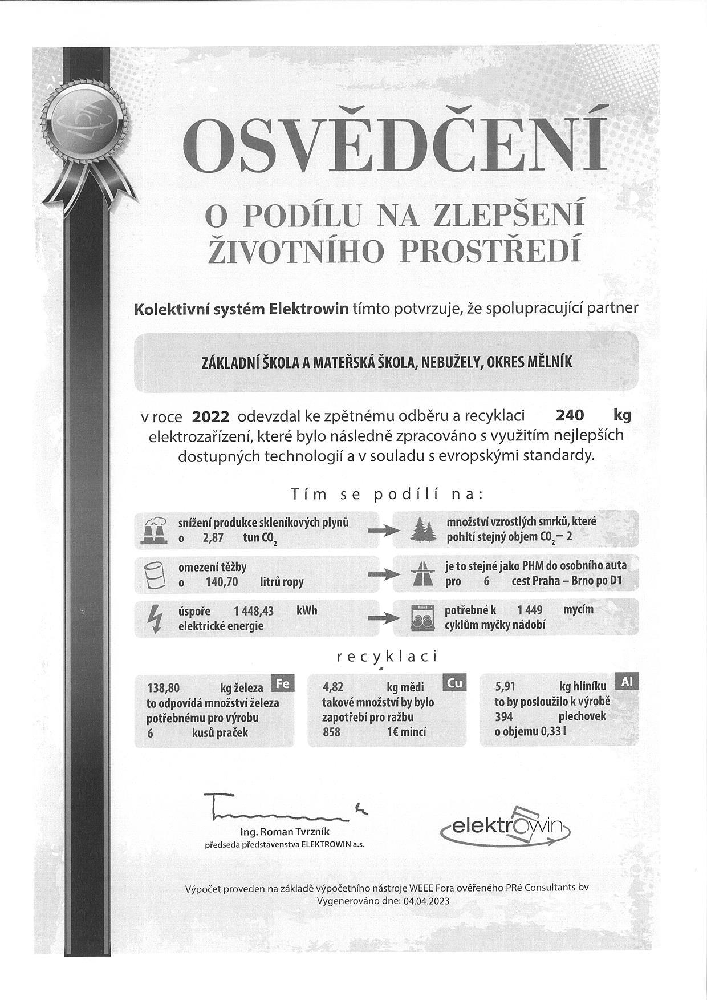 OSVĚDČENÍ
O PODÍLU NA ZLEPŠENÍ
ŽIVOTNÍHO PROSTŘEDÍ
Kolektivní systém Elektrowin tímto potvrzuje, že spolupracující partner
ZÁKLADNÍ ŠKOLA A MATEŘSKÁ ŠKOLA, NEBUŽELY, OKRES MĚLNÍK
v roce 2022 odevzdal ke zpětnému odběru a recyklaci 240 kg
elektrozařízení, které bylo následně zpracováno s využitím nejlepších
dostupných technologií a v souladu s evropskými standardy.
Tím se podílí na:
snížení produkce skleníkových plynů
o 2,87 tun CO₂
množství vzrostlých smrků, které
pohltí stejný objem CO₂ – 2
omezení těžby
o 140,70 litrů ropy
je to stejné jako PHM do osobního auta
pro 6 cest Praha – Brno po D1
úspoře 1 448,43 kWh
elektrické energie
potřebné k 1 449 mycím
cyklům myčky nádobí
recyklaci
138,80 kg železa Fe
to odpovídá množství železa
potřebnému pro výrobu
6 kusů praček
4,82 kg mědi Cu
takové množství by bylo
zapotřebí pro ražbu
858 1€ mincí
5,91 kg hliníku Al
to by posloužilo k výrobě
394 plechovek
o objemu 0,33 l
Ing. Roman Tvrzník
předseda představenstva ELEKTROWIN a.s.
elektrowin
Výpočet proveden na základě výpočetního nástroje WEEE Fora ověřeného PRé Consultants bv
Vygenerováno dne: 04.04.2023